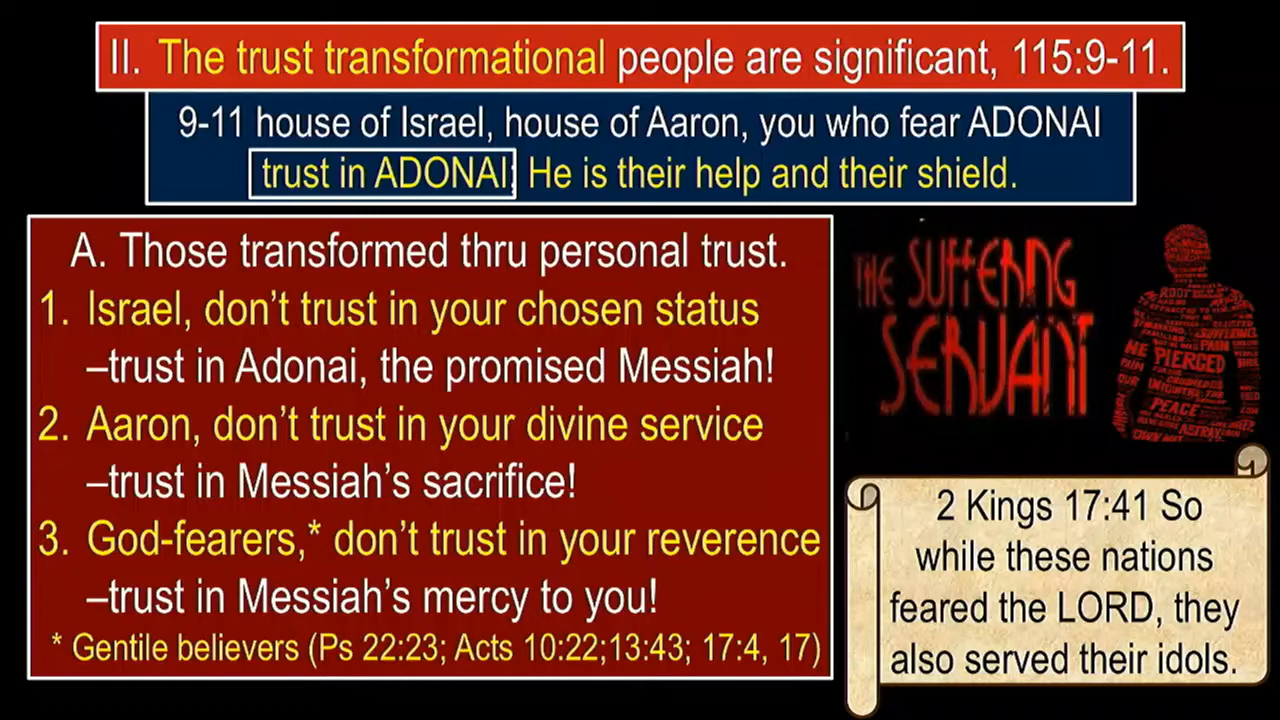 II. The trust transformational people are significant, 115:9-11.
9-11 house of Israel, house of Aaron, you who fear ADONAI
trust in ADONAI; He is their help and their shield.
A. Those transformed thru personal trust.
1. Israel, don't trust in your chosen status
–trust in Adonai, the promised Messiah!
2. Aaron, don't trust in your divine service
–trust in Messiah's sacrifice!
3. God-fearers,* don't trust in your reverence
–trust in Messiah's mercy to you!
* Gentile believers (Ps 22:23; Acts 10:22;13:43; 17:4, 17)
THE SUFFERING
SERVANT
ROOT
PAIN
HE PIERCED
OUR
PEACE
ASTRAY
2 Kings 17:41 So
while these nations
feared the LORD, they
also served their idols.